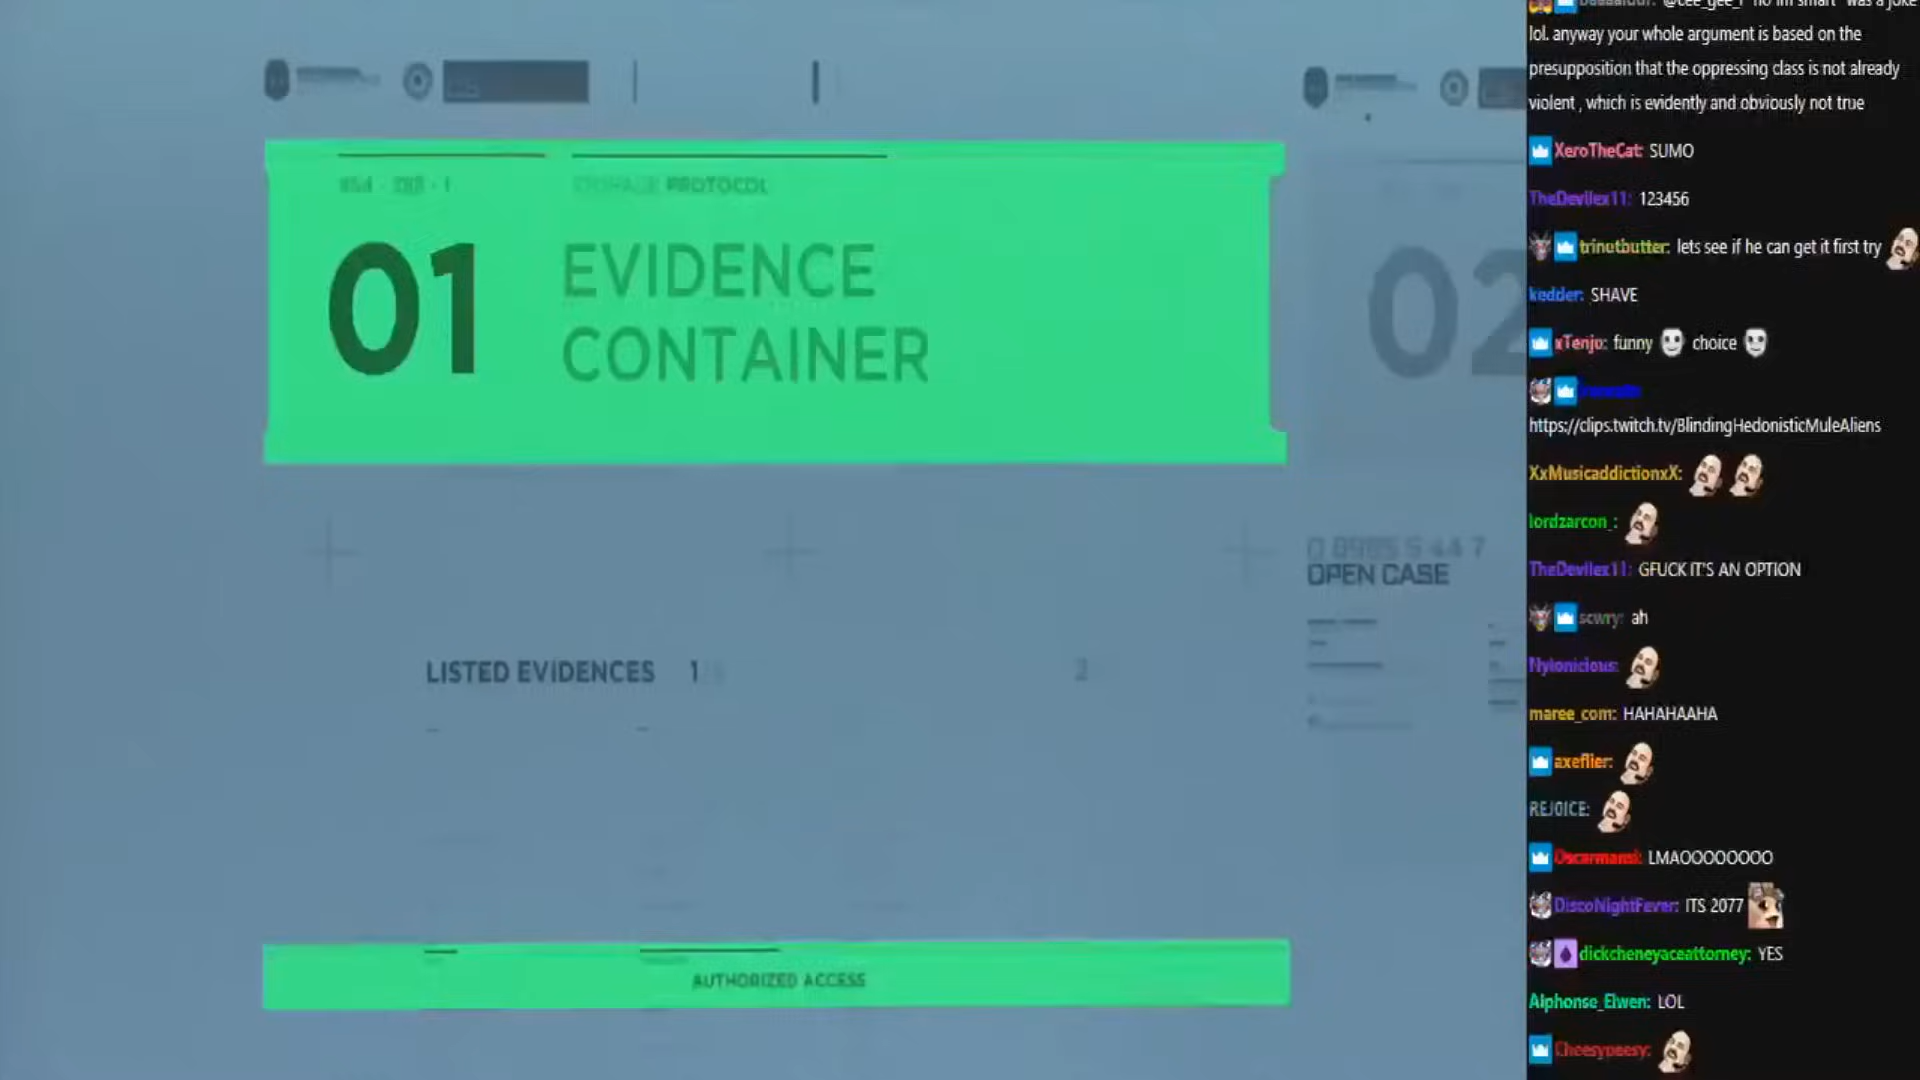 PROTOCOL
01
EVIDENCE
CONTAINER
02
OPEN CASE
LISTED EVIDENCES 1
2
AUTHORIZED ACCESS
lol. anyway your whole argument is based on the
presupposition that the oppressing class is not already
violent , which is evidently and obviously not true
XeroTheCat: SUMO
TheDevilex11: 123456
trinutbutter: lets see if he can get it first try
kedder: SHAVE
xTenjo: funny choice
https://clips.twitch.tv/BlindingHedonisticMuleAliens
XxMusicaddictionxX:
lordzarcon_:
TheDevilex11: GFUCK IT'S AN OPTION
scwry: ah
Nylonicious:
maree_com: HAHAHAAHA
axeflier:
REJ0ICE:
Oscarmansi: LMAOOOOOOOO
DiscoNightFever: ITS 2077
dickcheneyaceattorney: YES
Alphonse_Elwen: LOL
Cheesypeesy: